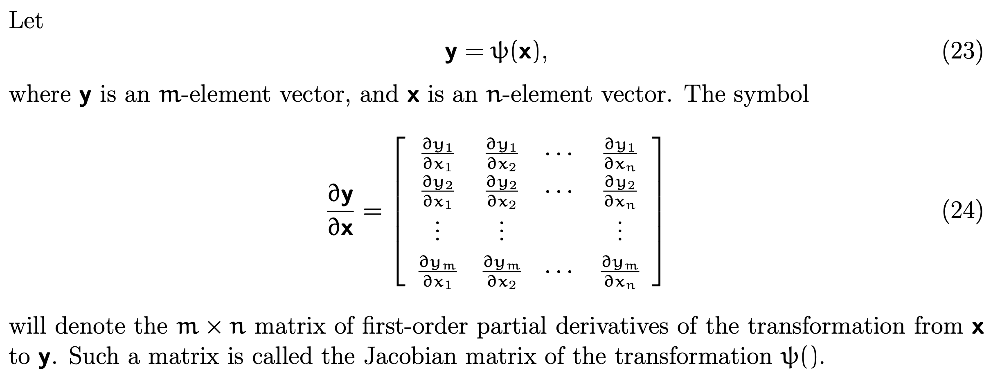 Let
𝐲 = ψ(𝐱), (23)
where 𝐲 is an m-element vector, and 𝐱 is an n-element vector. The symbol
∂𝐲/∂𝐱 = [ ∂y₁/∂x₁ ∂y₁/∂x₂ ⋯ ∂y₁/∂xₙ
∂y₂/∂x₁ ∂y₂/∂x₂ ⋯ ∂y₂/∂xₙ
⋮ ⋮ ⋮
∂yₘ/∂x₁ ∂yₘ/∂x₂ ⋯ ∂yₘ/∂xₙ ] (24)
will denote the m × n matrix of first-order partial derivatives of the transformation from 𝐱
to 𝐲. Such a matrix is called the Jacobian matrix of the transformation ψ().